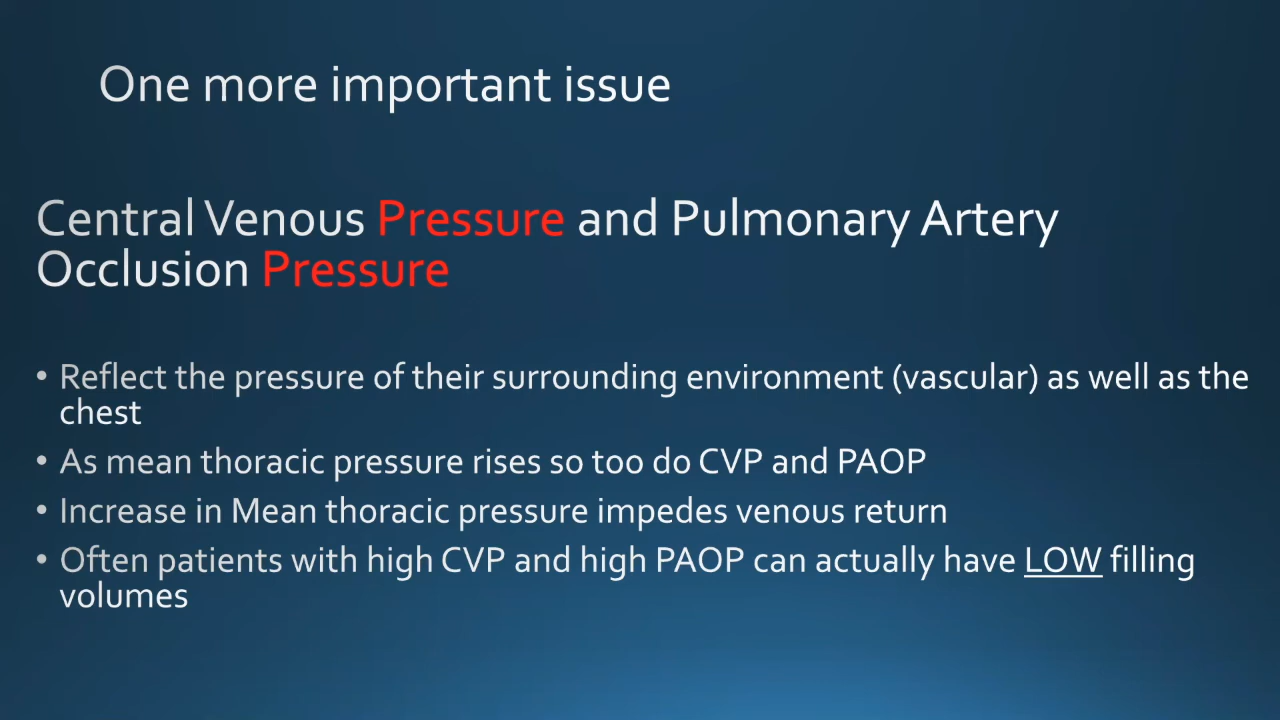 One more important issue
Central Venous Pressure and Pulmonary Artery
Occlusion Pressure
• Reflect the pressure of their surrounding environment (vascular) as well as the
chest
• As mean thoracic pressure rises so too do CVP and PAOP
• Increase in Mean thoracic pressure impedes venous return
• Often patients with high CVP and high PAOP can actually have LOW filling
volumes